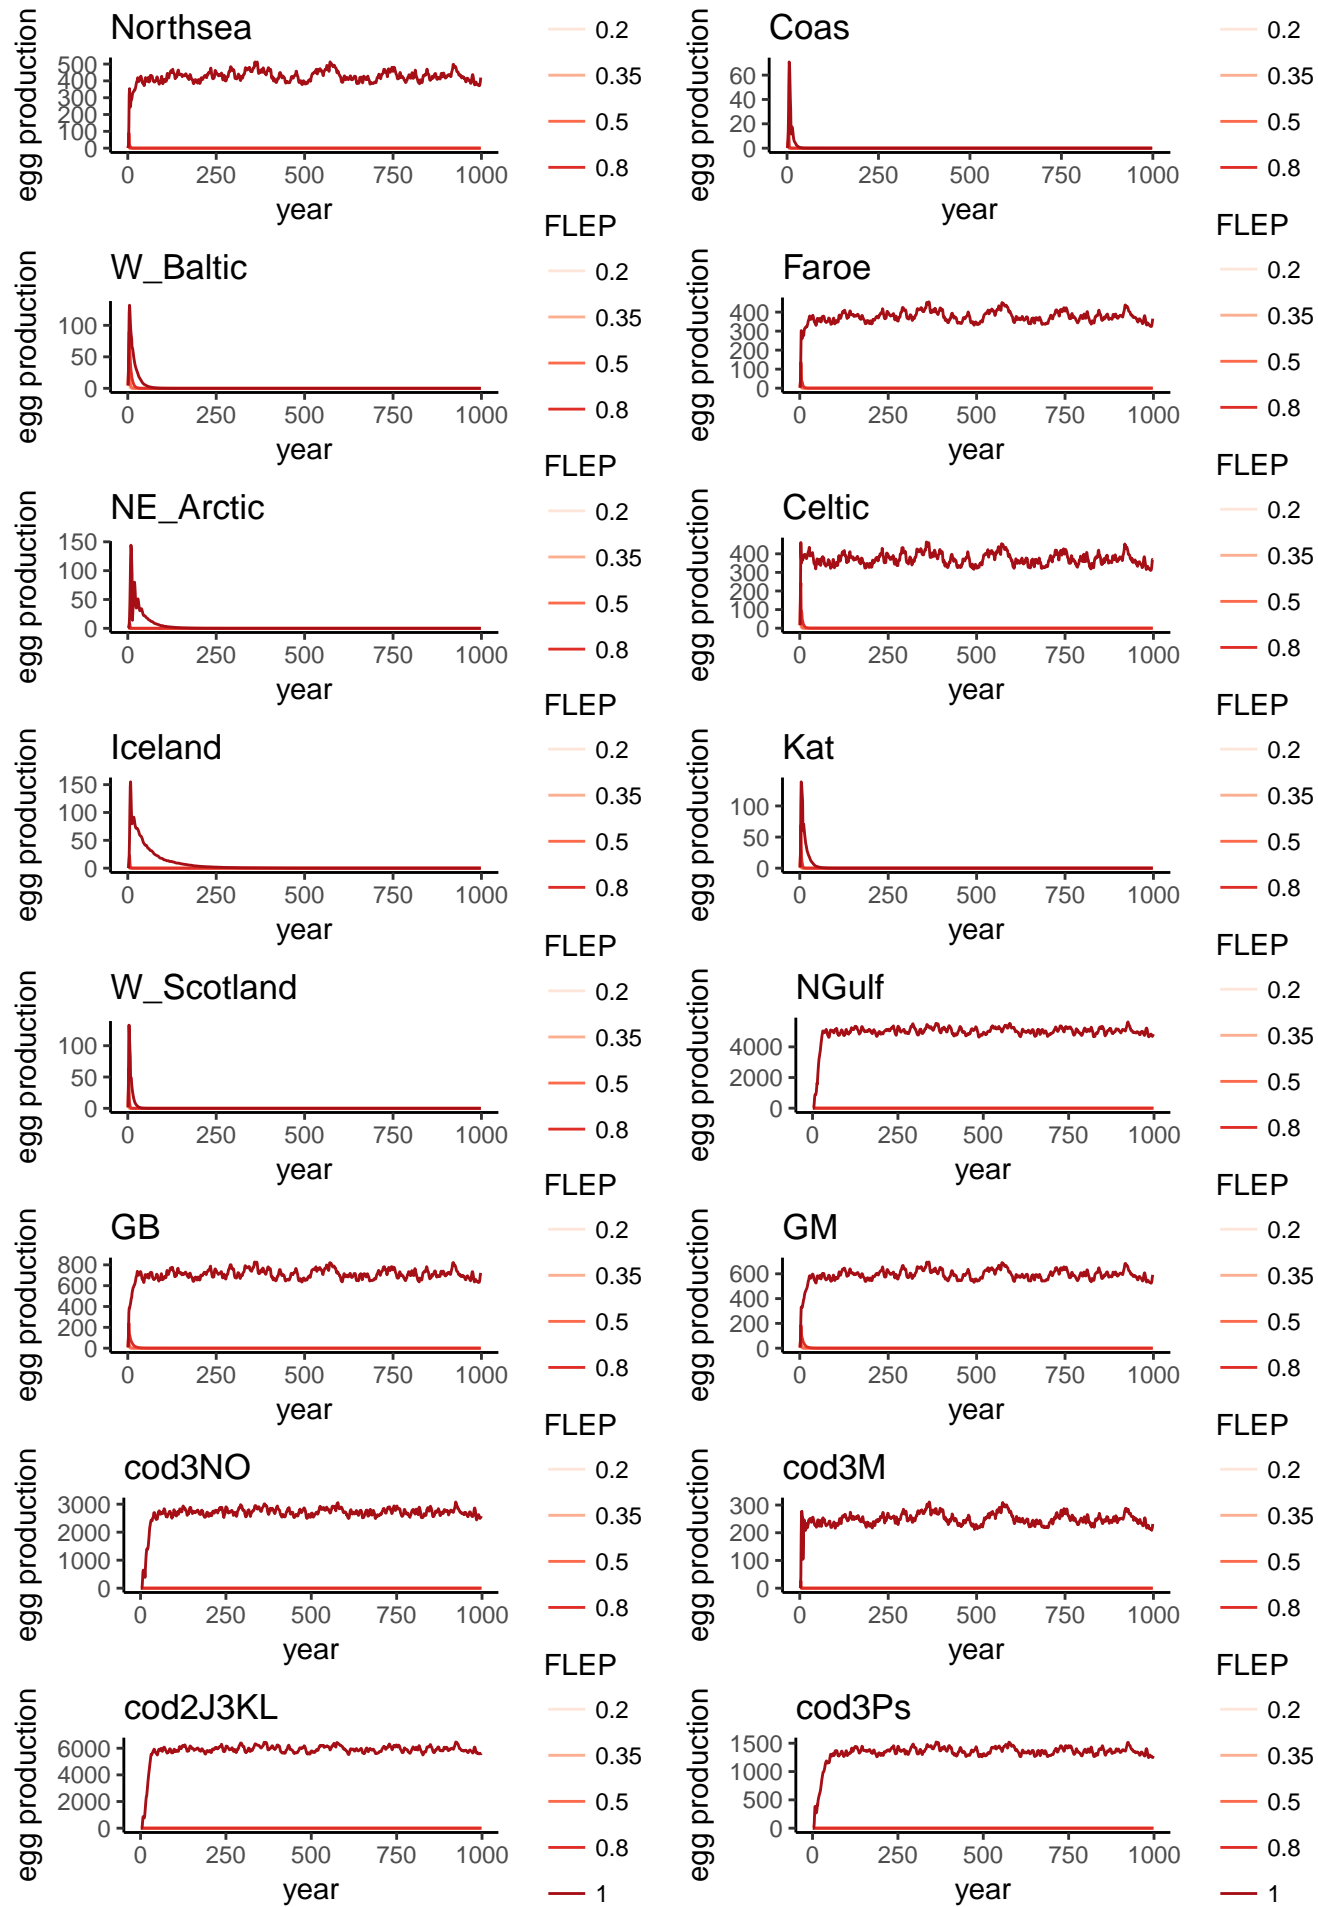 Northsea
egg production
500
400
300
200
100
0
0 250 500 750 1000
year
0.2
0.35
0.5
0.8
Coas
egg production
60
40
20
0
0 250 500 750 1000
year
0.2
0.35
0.5
0.8
W_Baltic
egg production
100
50
0
0 250 500 750 1000
year
FLEP
0.2
0.35
0.5
0.8
Faroe
egg production
400
300
200
100
0
0 250 500 750 1000
year
FLEP
0.2
0.35
0.5
0.8
NE_Arctic
egg production
150
100
50
0
0 250 500 750 1000
year
FLEP
0.2
0.35
0.5
0.8
Celtic
egg production
400
300
200
100
0
0 250 500 750 1000
year
FLEP
0.2
0.35
0.5
0.8
Iceland
egg production
150
100
50
0
0 250 500 750 1000
year
FLEP
0.2
0.35
0.5
0.8
Kat
egg production
100
50
0
0 250 500 750 1000
year
FLEP
0.2
0.35
0.5
0.8
W_Scotland
egg production
100
50
0
0 250 500 750 1000
year
FLEP
0.2
0.35
0.5
0.8
NGulf
egg production
4000
2000
0
0 250 500 750 1000
year
FLEP
0.2
0.35
0.5
0.8
GB
egg production
800
600
400
200
0
0 250 500 750 1000
year
FLEP
0.2
0.35
0.5
0.8
GM
egg production
600
400
200
0
0 250 500 750 1000
year
FLEP
0.2
0.35
0.5
0.8
cod3NO
egg production
3000
2000
1000
0
0 250 500 750 1000
year
FLEP
0.2
0.35
0.5
0.8
cod3M
egg production
300
200
100
0
0 250 500 750 1000
year
FLEP
0.2
0.35
0.5
0.8
cod2J3KL
egg production
6000
4000
2000
0
0 250 500 750 1000
year
FLEP
0.2
0.35
0.5
0.8
1
cod3Ps
egg production
1500
1000
500
0
0 250 500 750 1000
year
FLEP
0.2
0.35
0.5
0.8
1